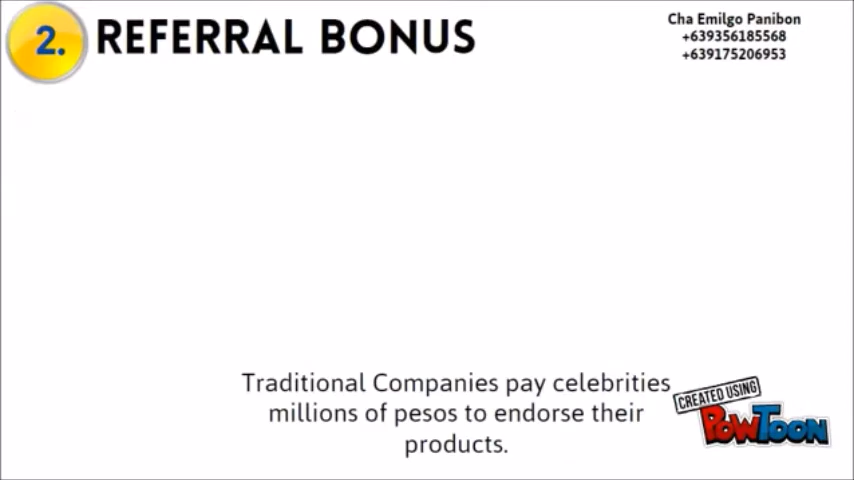 2. REFERRAL BONUS
Cha Emilgo Panibon
+639356185568
+639175206953
Traditional Companies pay celebrities
millions of pesos to endorse their
products.
CREATED USING
POWTOON